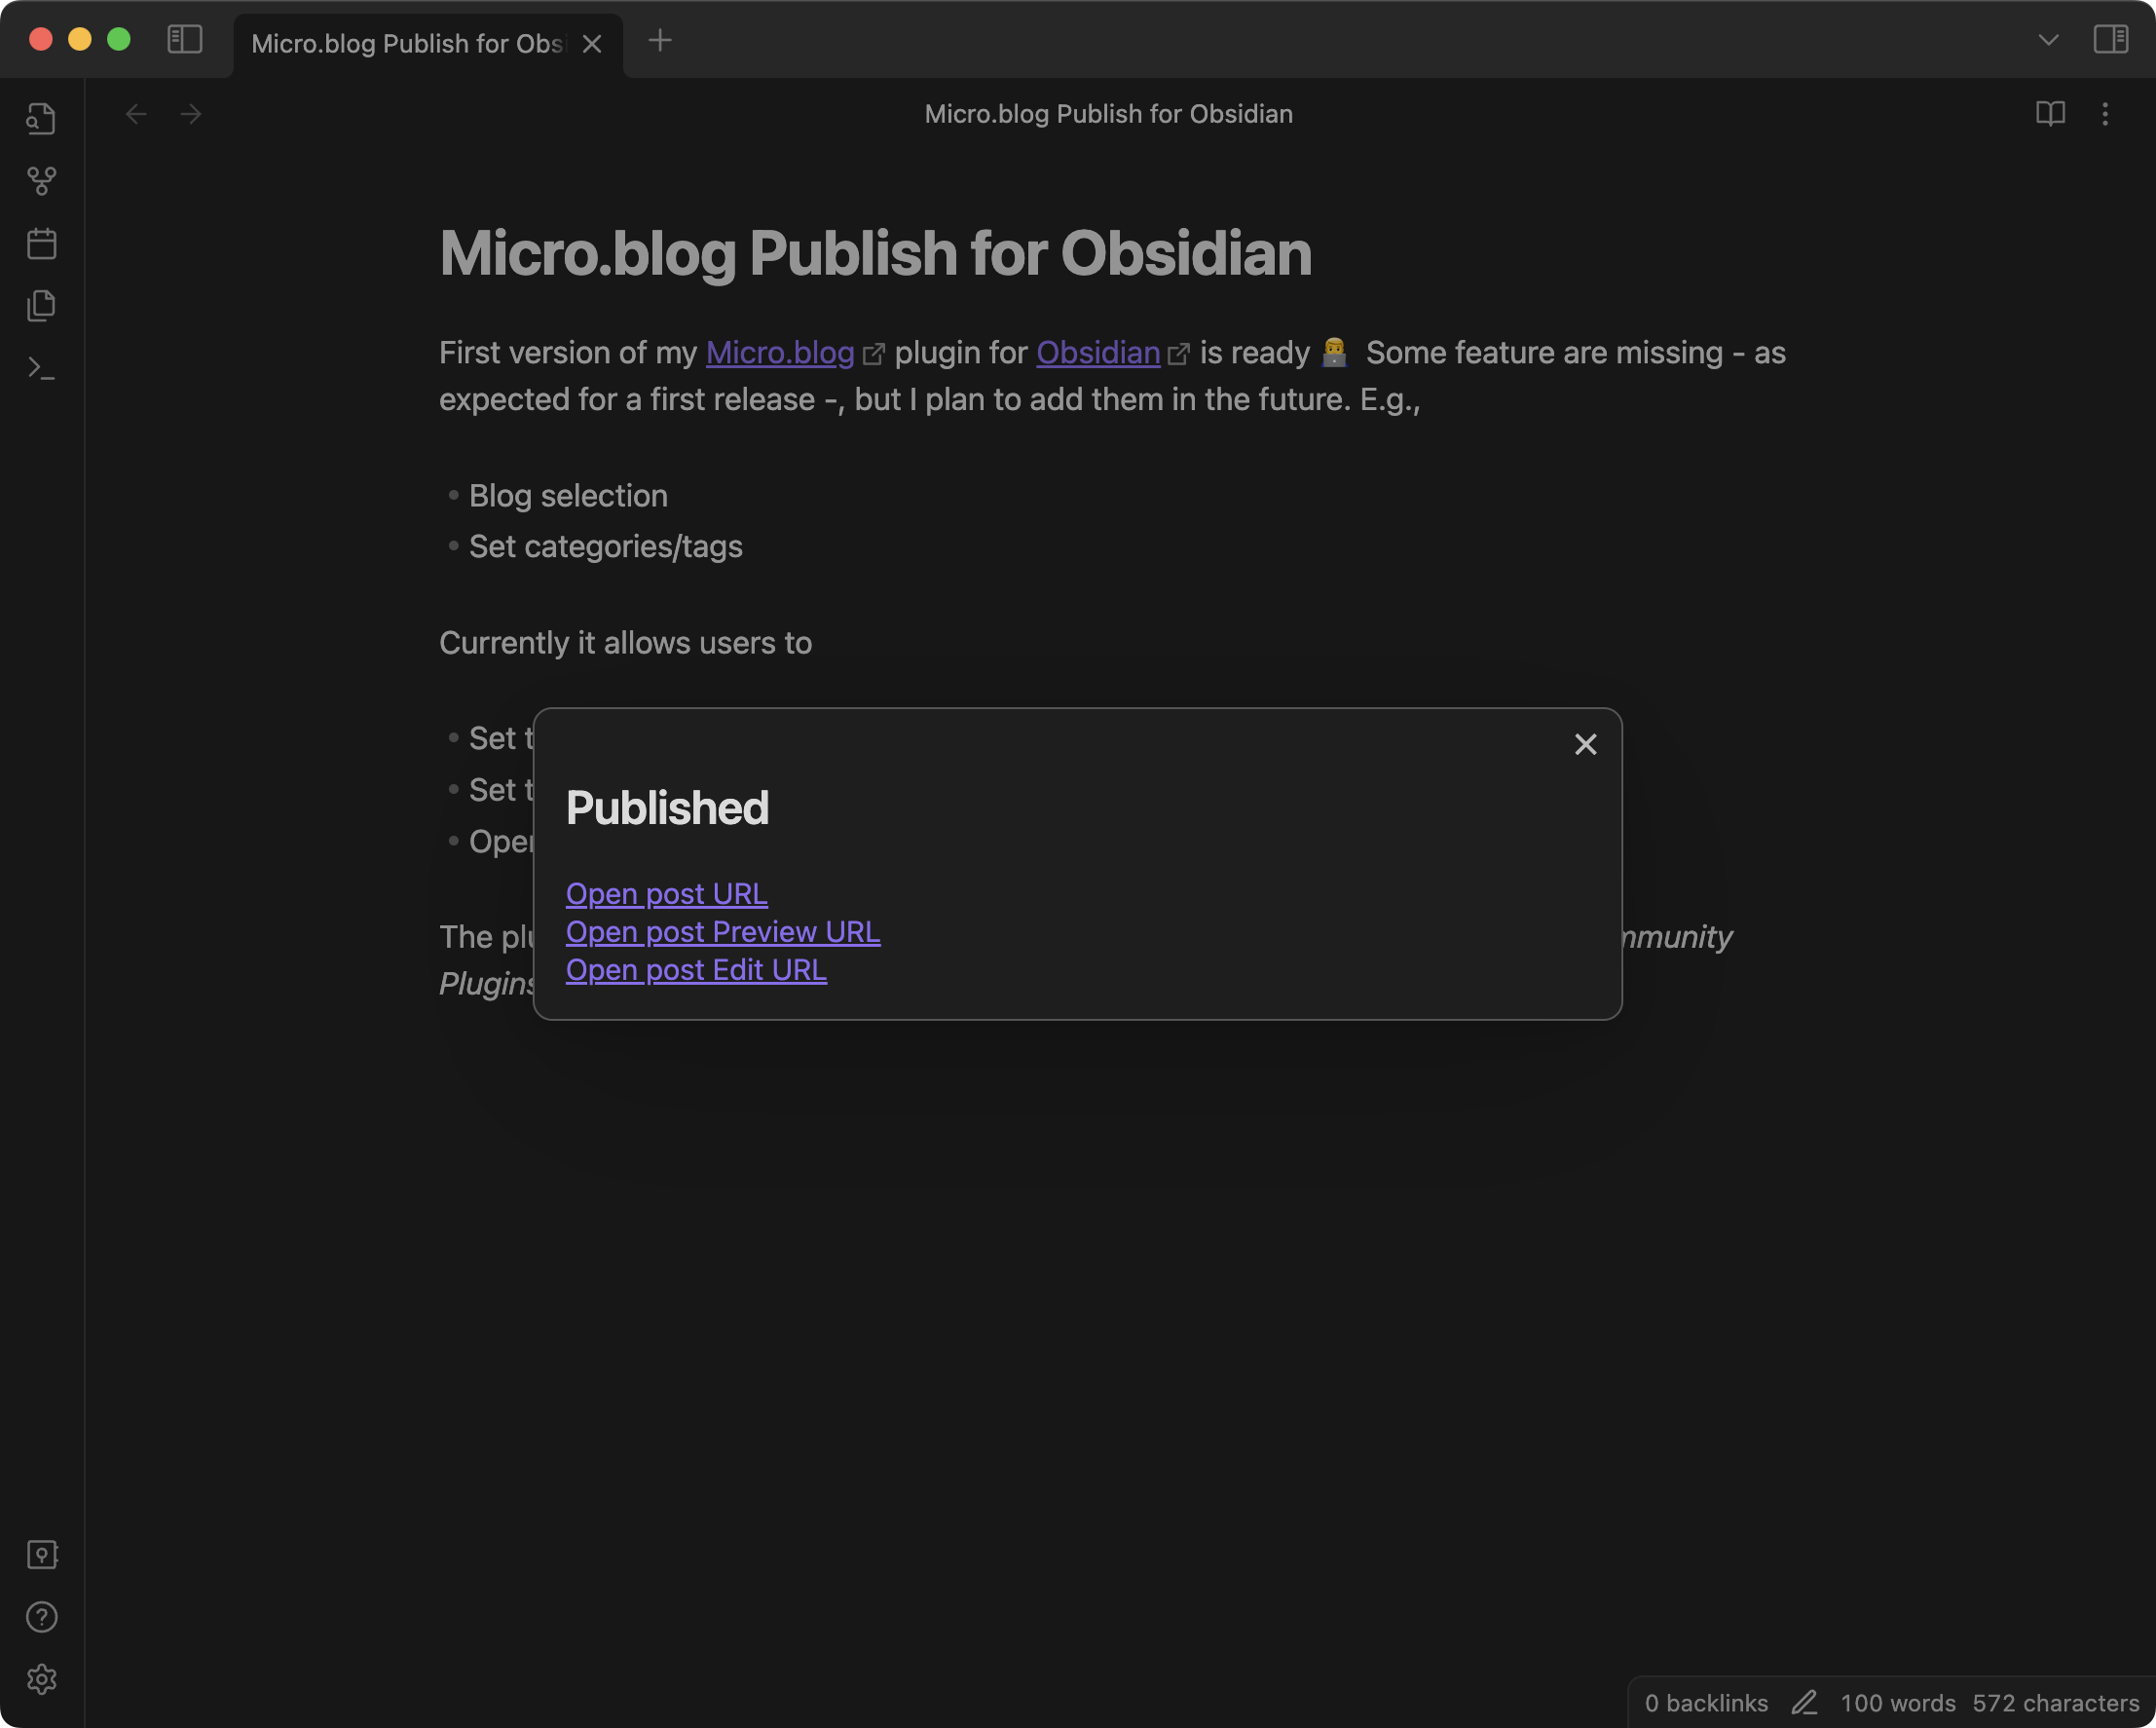 Micro.blog Publish for Obsi
Micro.blog Publish for Obsidian
Micro.blog Publish for Obsidian
First version of my Micro.blog plugin for Obsidian is ready 👨‍💻 Some feature are missing - as
expected for a first release -, but I plan to add them in the future. E.g.,
Blog selection
Set categories/tags
Currently it allows users to
Set t
Set t
Open
Published
Open post URL
Open post Preview URL
Open post Edit URL
The plu
mmunity
Plugins
0 backlinks 100 words 572 characters